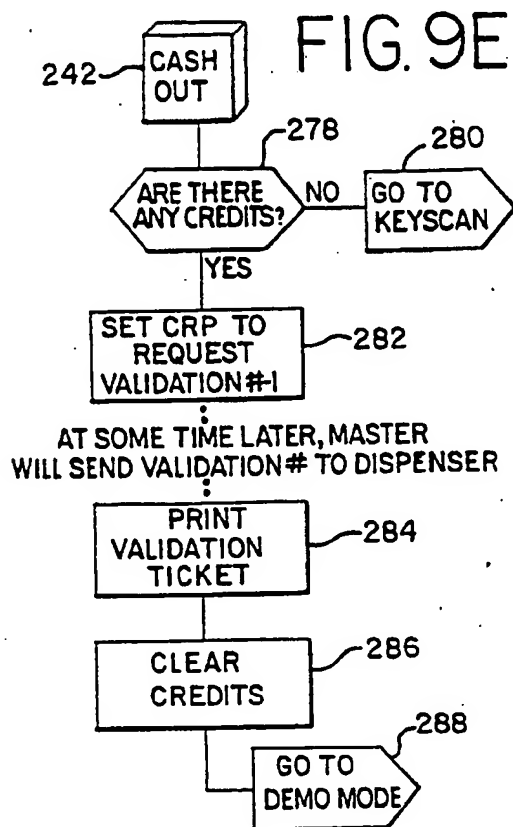 FIG. 9E
242
CASH
OUT
278
ARE THERE
ANY CREDITS?
NO
280
GO TO
KEYSCAN
YES
SET CRP TO
REQUEST
VALIDATION #-1
282
AT SOME TIME LATER, MASTER
WILL SEND VALIDATION # TO DISPENSER
PRINT
VALIDATION
TICKET
284
CLEAR
CREDITS
286
288
GO TO
DEMO MODE